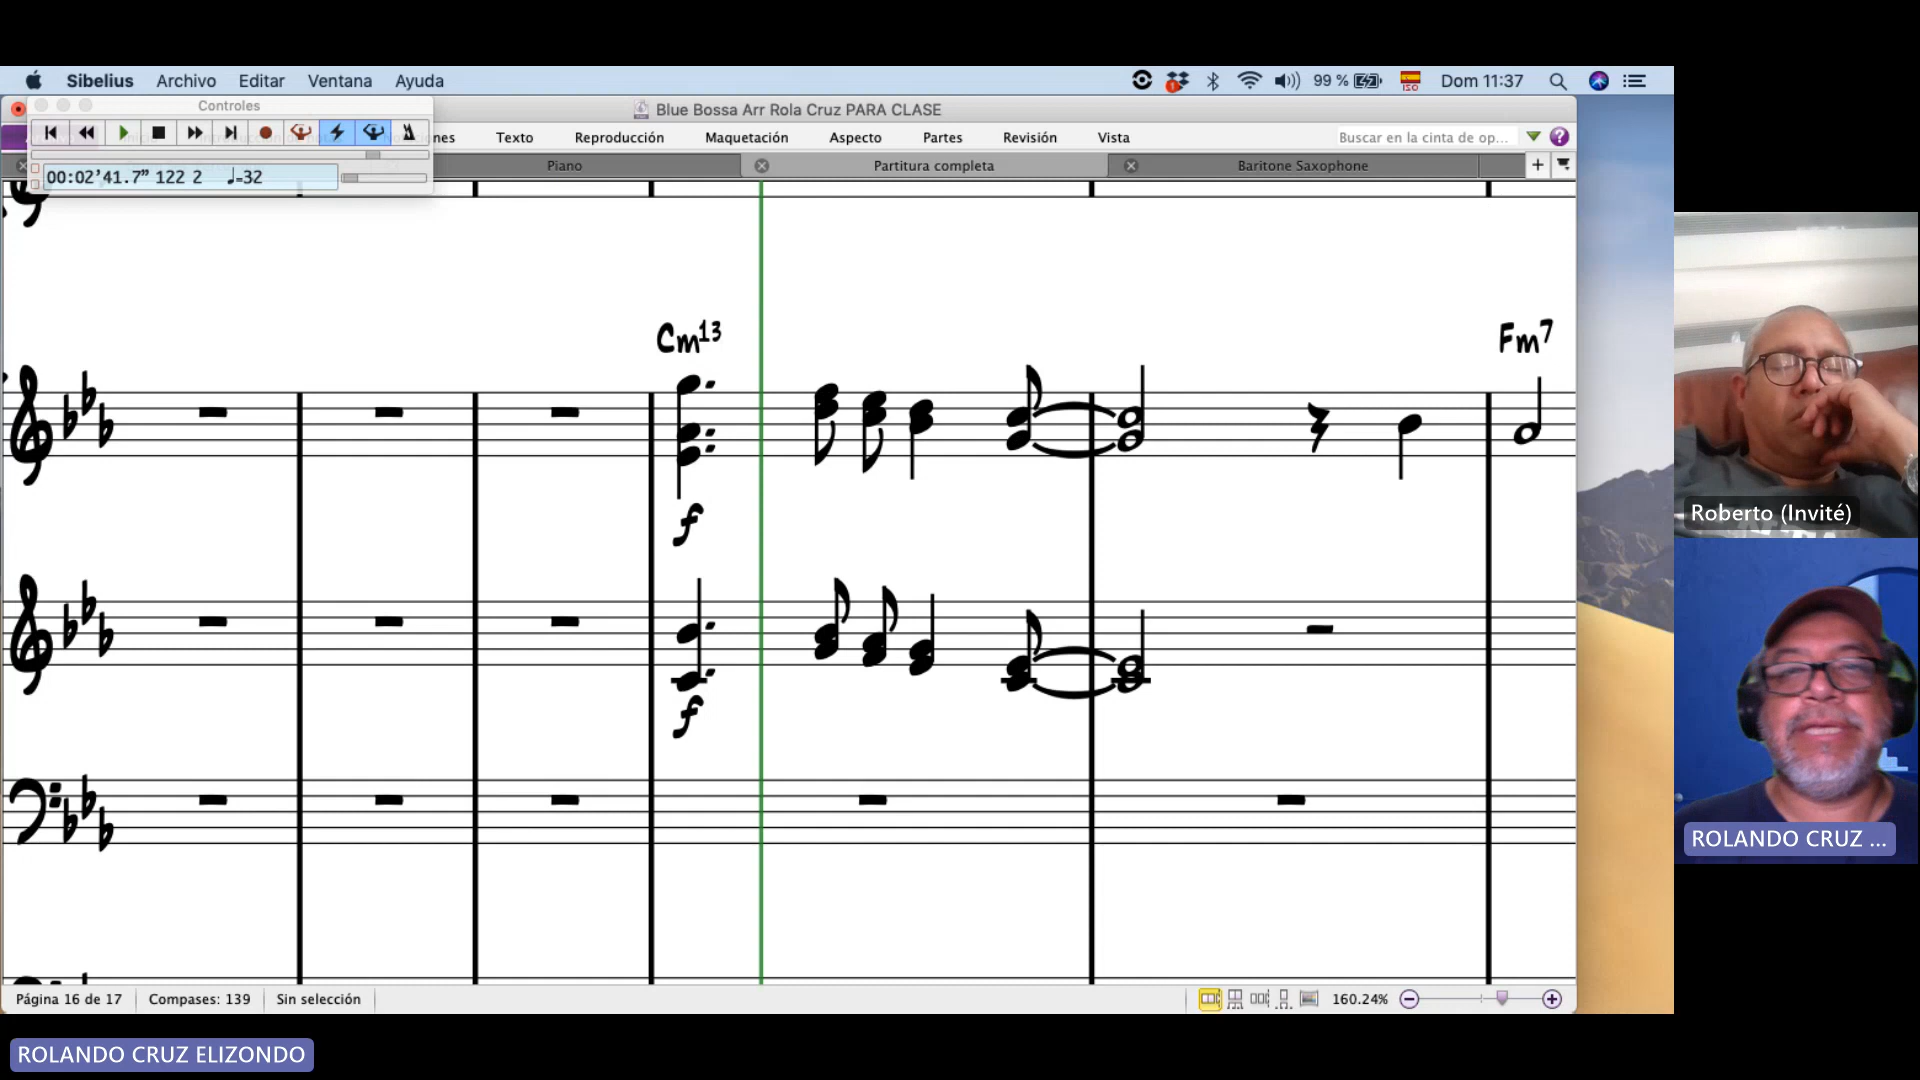 Sibelius Archivo Editar Ventana Ayuda 99 % ISO Dom 11:37
Controles
Blue Bossa Arr Rola Cruz PARA CLASE
nes Texto Reproducción Maquetación Aspecto Partes Revisión Vista Buscar en la cinta de op... ?
Piano Partitura completa Baritone Saxophone
00:02'41.7" 122 2 ♩=32
Cm13 Fm7
f
f
Roberto (Invité)
ROLANDO CRUZ ...
Página 16 de 17 Compases: 139 Sin selección 160.24%
ROLANDO CRUZ ELIZONDO